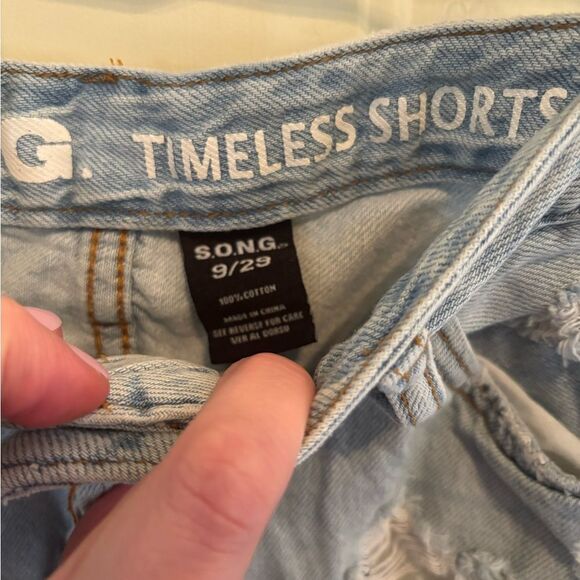 G. TIMELESS SHORTS
S.O.N.G.
9/29
100% COTTON
MADE IN CHINA
SEE REVERSE FOR CARE
VER AL DORSO